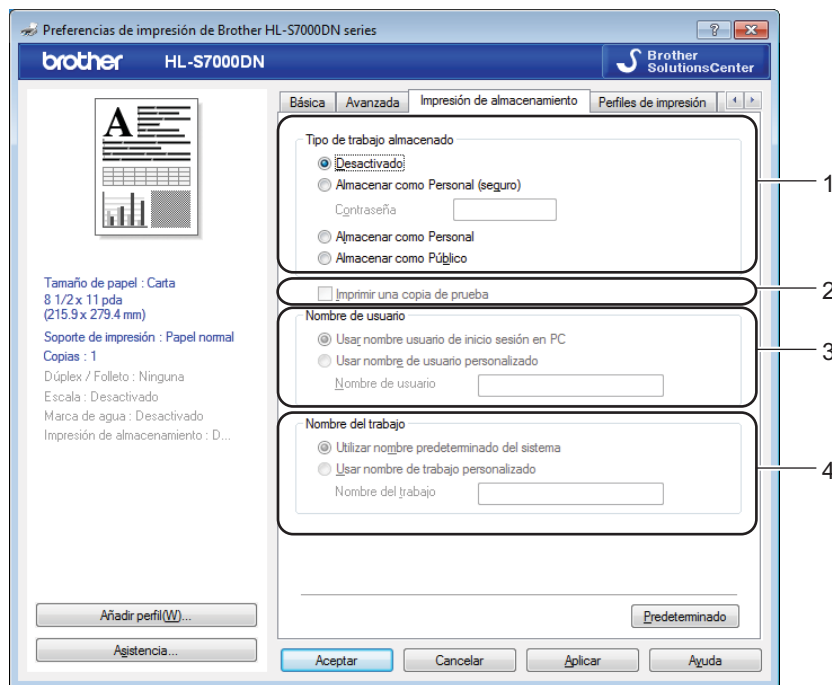 Preferencias de impresión de Brother HL-S7000DN series
brother HL-S7000DN
Brother
SolutionsCenter
Básica Avanzada Impresión de almacenamiento Perfiles de impresión
A
Tipo de trabajo almacenado
Desactivado
Almacenar como Personal (seguro)
Contraseña
Almacenar como Personal
Almacenar como Público
1
Imprimir una copia de prueba
2
Nombre de usuario
Usar nombre usuario de inicio sesión en PC
Usar nombre de usuario personalizado
Nombre de usuario
3
Nombre del trabajo
Utilizar nombre predeterminado del sistema
Usar nombre de trabajo personalizado
Nombre del trabajo
4
Tamaño de papel : Carta
8 1/2 x 11 pda
(215.9 x 279.4 mm)
Soporte de impresión : Papel normal
Copias : 1
Dúplex / Folleto : Ninguna
Escala : Desactivado
Marca de agua : Desactivado
Impresión de almacenamiento : D...
Añadir perfil(W)...
Asistencia...
Predeterminado
Aceptar Cancelar Aplicar Ayuda